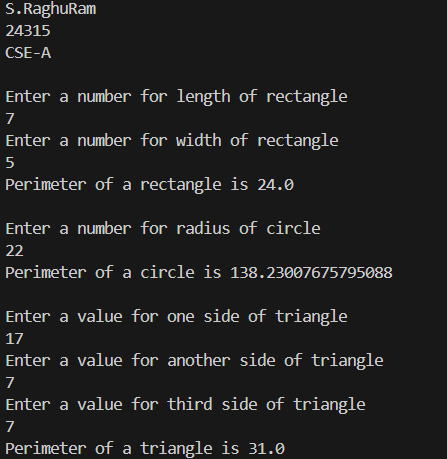 S.RaghuRam
24315
CSE-A
Enter a number for length of rectangle
7
Enter a number for width of rectangle
5
Perimeter of a rectangle is 24.0
Enter a number for radius of circle
22
Perimeter of a circle is 138.23007675795088
Enter a value for one side of triangle
17
Enter a value for another side of triangle
7
Enter a value for third side of triangle
7
Perimeter of a triangle is 31.0